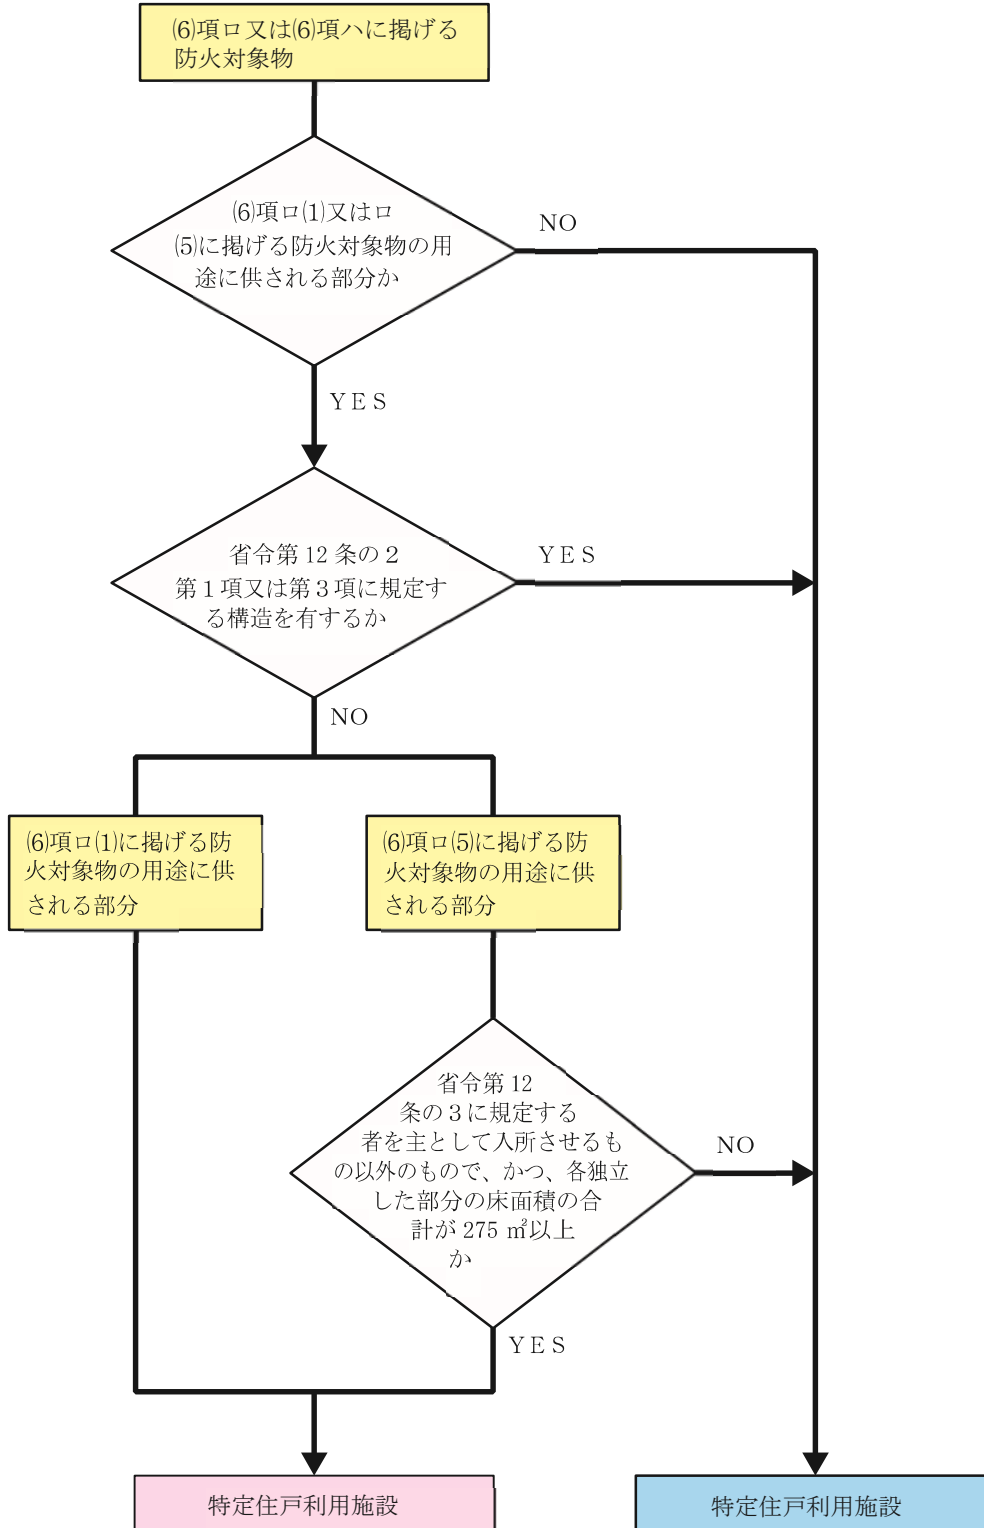 ⑹項ロ又は⑹項ハに掲げる
防火対象物
⑹項ロ⑴又はロ
⑸に掲げる防火対象物の用
途に供される部分か
NO
YES
省令第12条の2
第1項又は第3項に規定す
る構造を有するか
YES
NO
⑹項ロ⑴に掲げる防
火対象物の用途に供
される部分
⑹項ロ⑸に掲げる防
火対象物の用途に供
される部分
省令第12
条の3に規定する
者を主として入所させるも
の以外のもので、かつ、各独立
した部分の床面積の合
計が275㎡以上
か
NO
YES
特定住戸利用施設
特定住戸利用施設